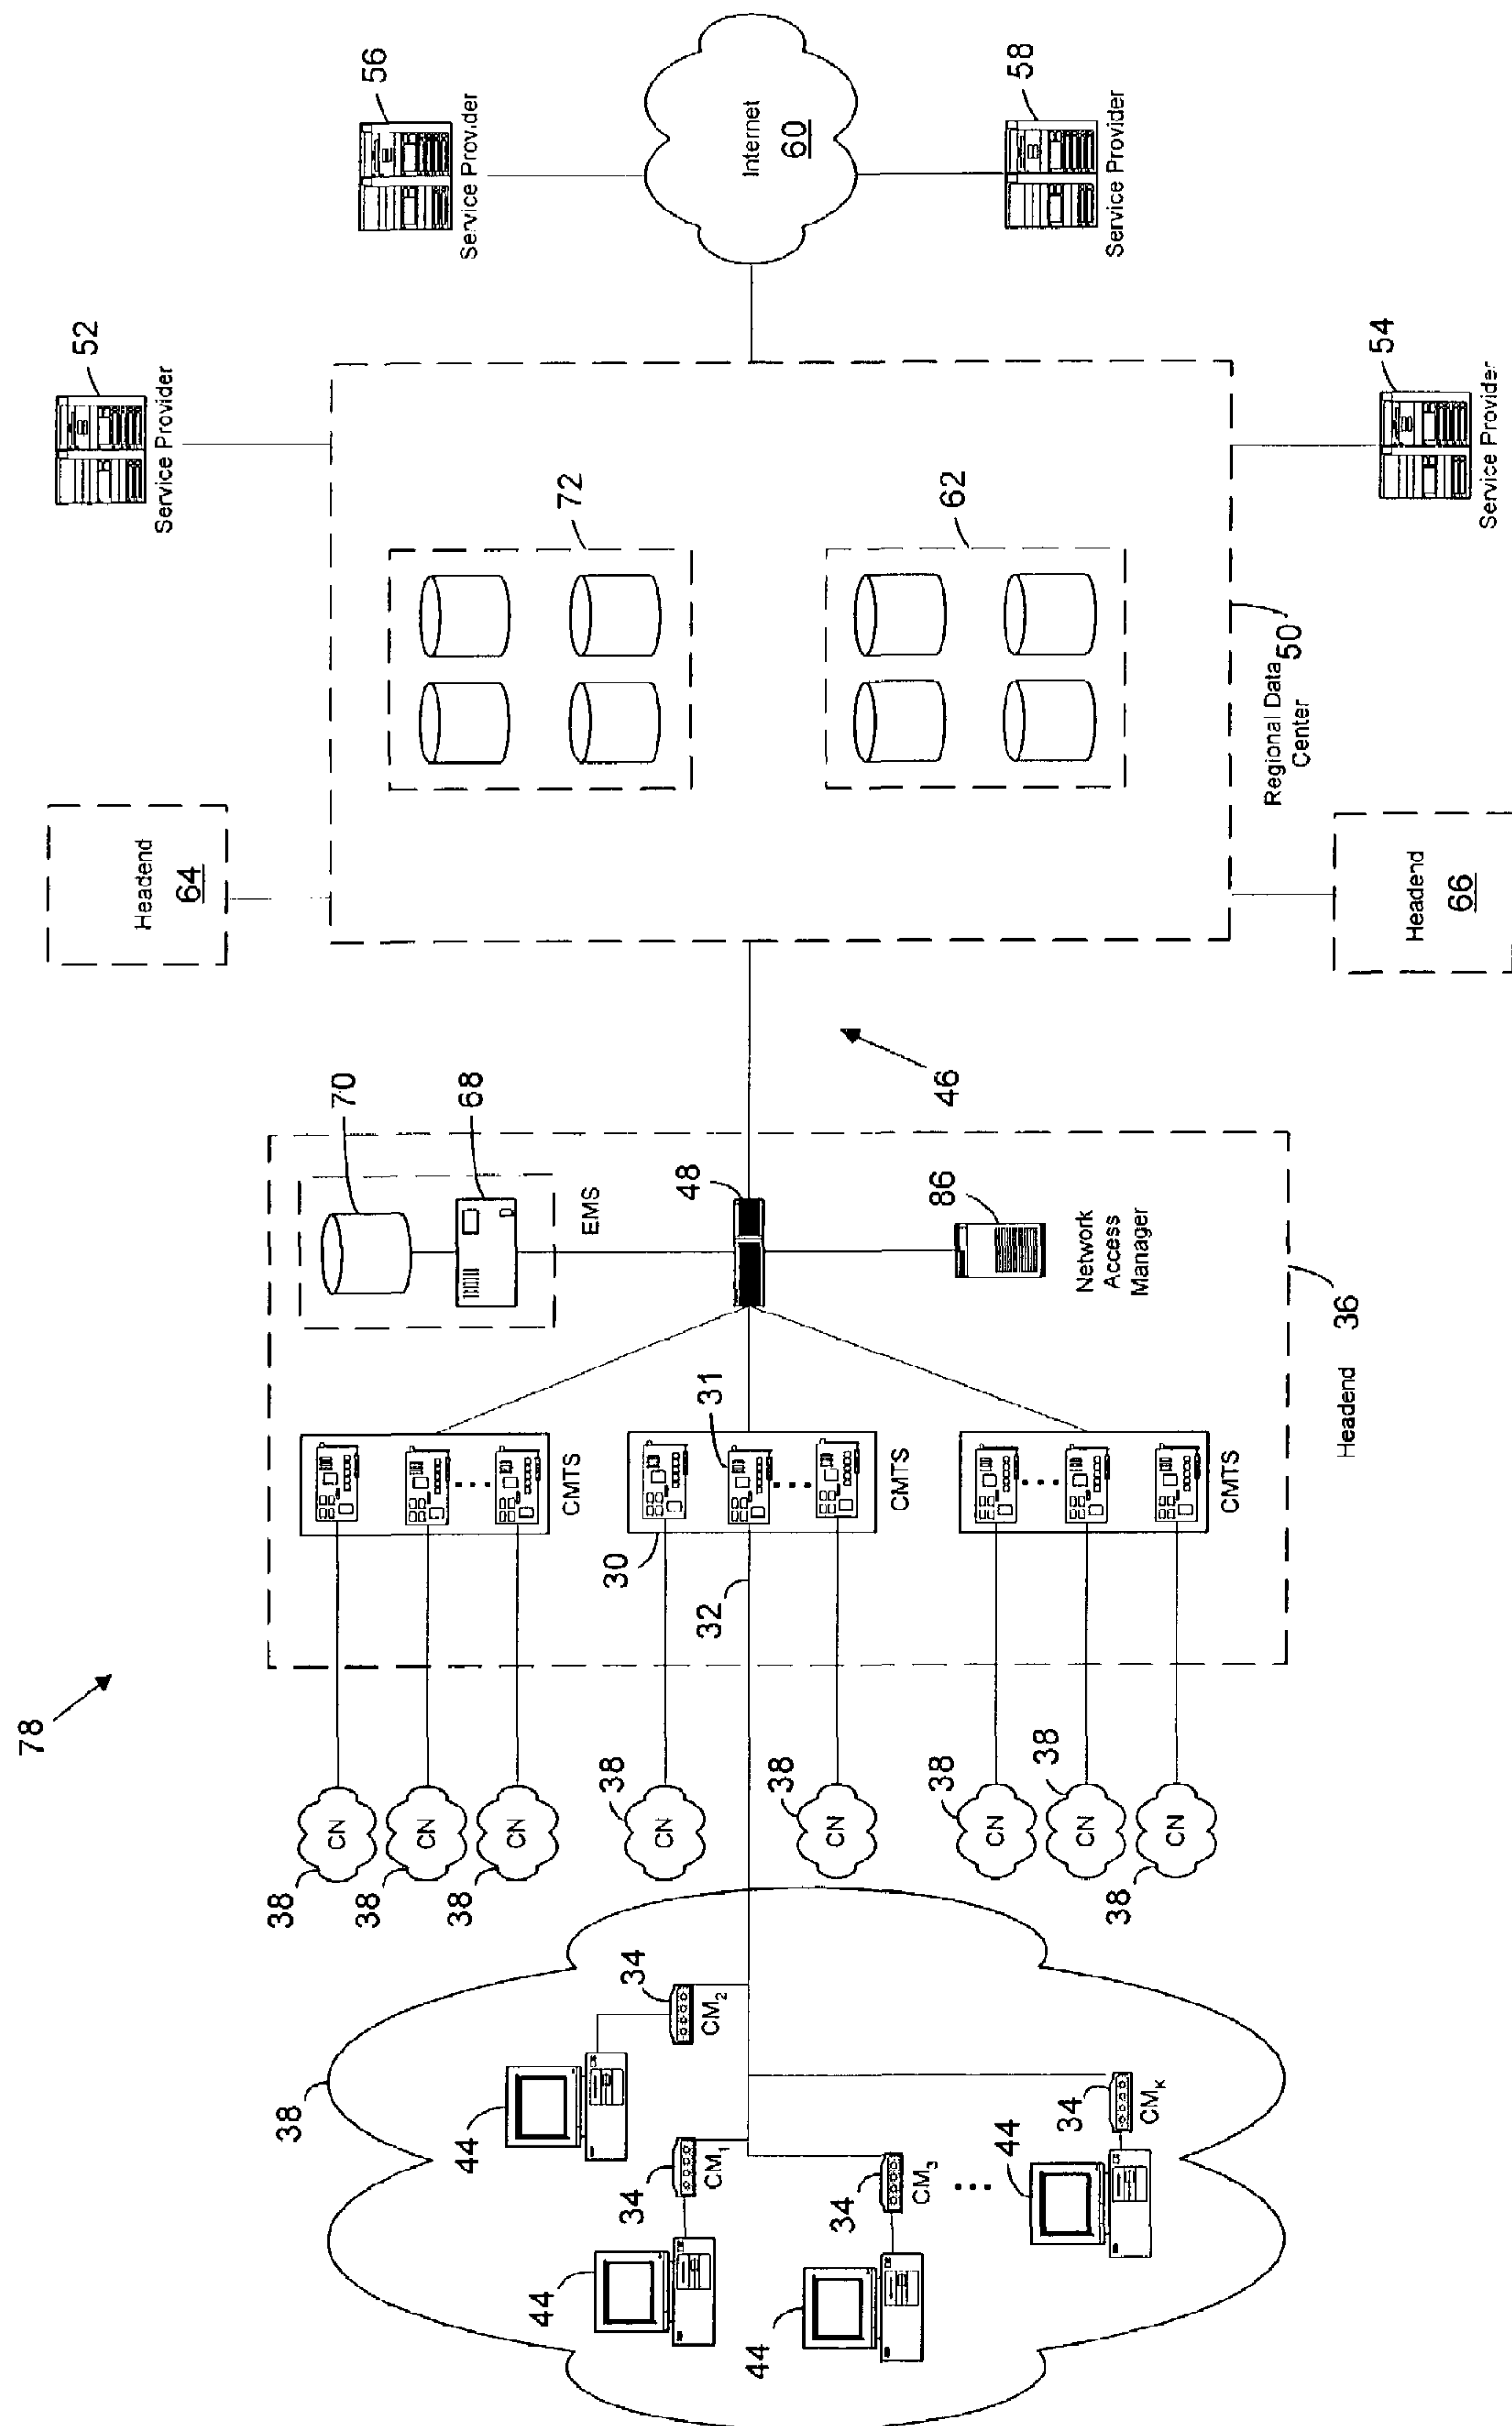 78
38
44
34
CM2
44
34
CM1
44
34
CM3
...
44
34
CMK
38
CN
38
CN
38
CN
38
CN
38
CN
38
CN
38
CN
38
CN
32
30
31
CMTS
CMTS
CMTS
70
68
EMS
48
86
Network
Access
Manager
Headend 36
46
Headend
64
Headend
66
72
62
Regional Data
Center
50
52
Service Provider
54
Service Provider
56
Service Provider
58
Service Provider
Internet
60